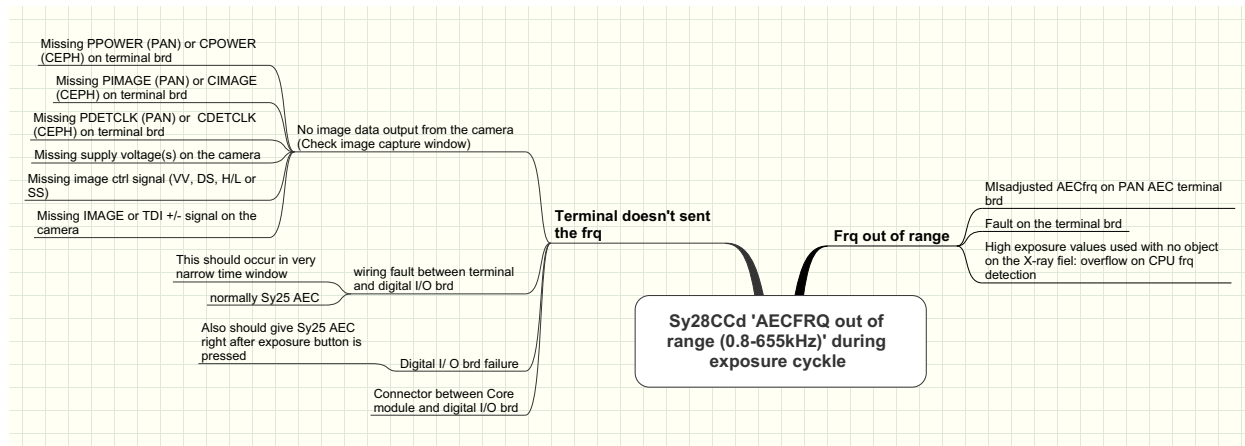 Missing PPOWER (PAN) or CPOWER
(CEPH) on terminal brd
Missing PIMAGE (PAN) or CIMAGE
(CEPH) on terminal brd
Missing PDETCLK (PAN) or  CDETCLK
(CEPH) on terminal brd
Missing supply voltage(s) on the camera
Missing image ctrl signal (VV, DS, H/L or
SS)
Missing IMAGE or TDI +/- signal on the
camera
No image data output from the camera
(Check image capture window)
This should occur in very
narrow time window
normally Sy25 AEC
wiring fault between terminal
and digital I/O brd
Also should give Sy25 AEC
right after exposure button is
pressed
Digital I/ O brd failure
Connector between Core
module and digital I/O brd
Terminal doesn't sent
the frq
Sy28CCd 'AECFRQ out of
range (0.8-655kHz)' during
exposure cyckle
Frq out of range
MIsadjusted AECfrq on PAN AEC terminal
brd
Fault on the terminal brd
High exposure values used with no object
on the X-ray fiel: overflow on CPU frq
detection